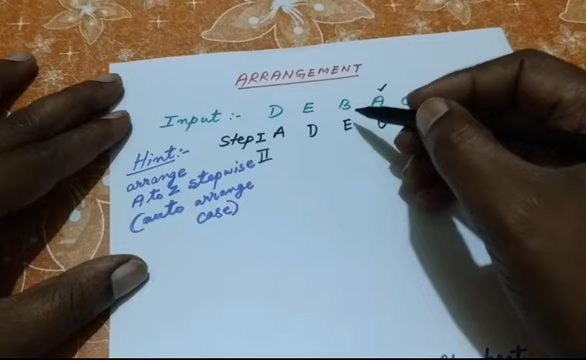 ARRANGEMENT
Input :- D E B A
Step I A D E
II
Hint :-
arrange
A to Z stepwise
(auto arrange
case)